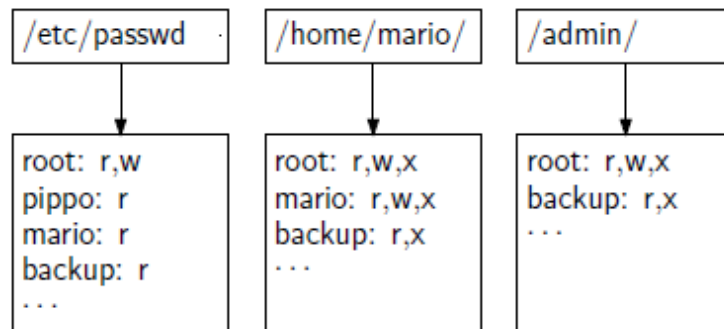 /etc/passwd
root: r,w
pippo: r
mario: r
backup: r
...
/home/mario/
root: r,w,x
mario: r,w,x
backup: r,x
...
/admin/
root: r,w,x
backup: r,x
...